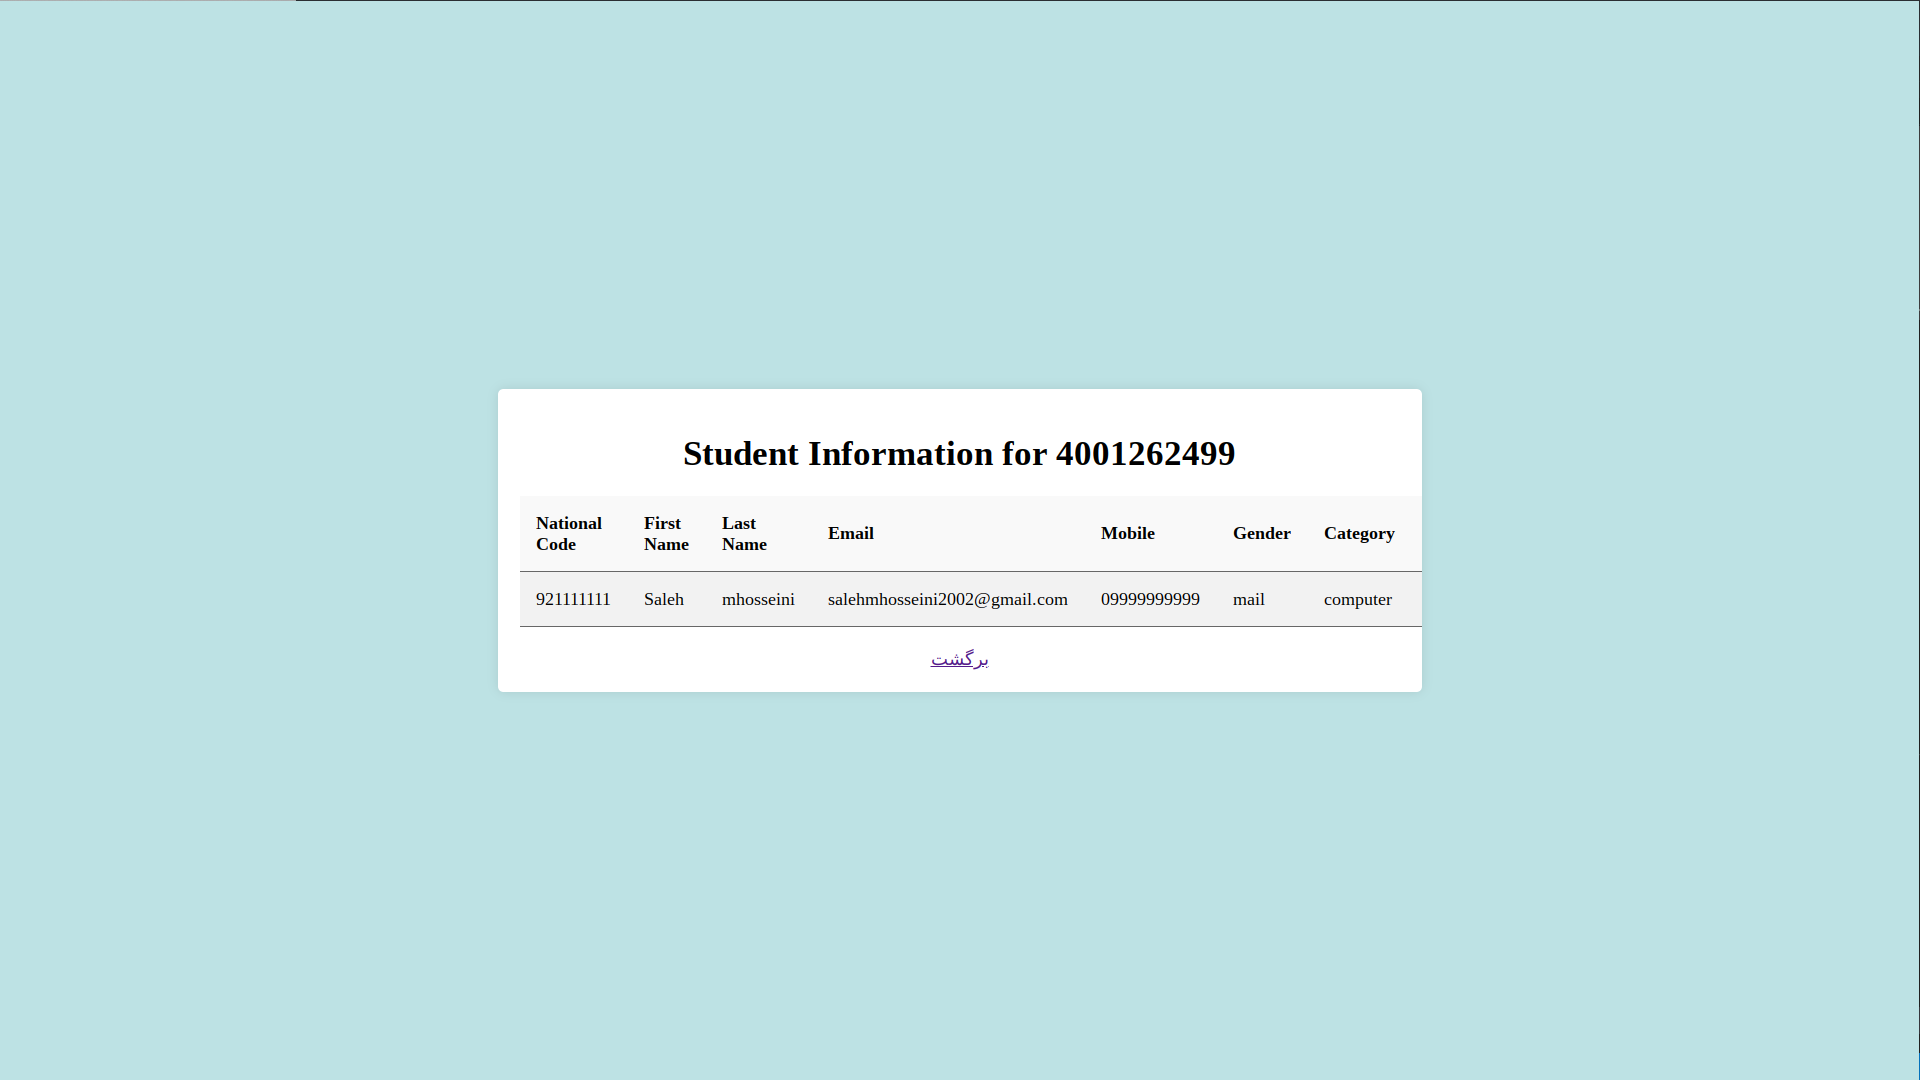 Student Information for 4001262499
National Code First Name Last Name Email Mobile Gender Category
921111111 Saleh mhosseini salehmhosseini2002@gmail.com 09999999999 mail computer
برگشت